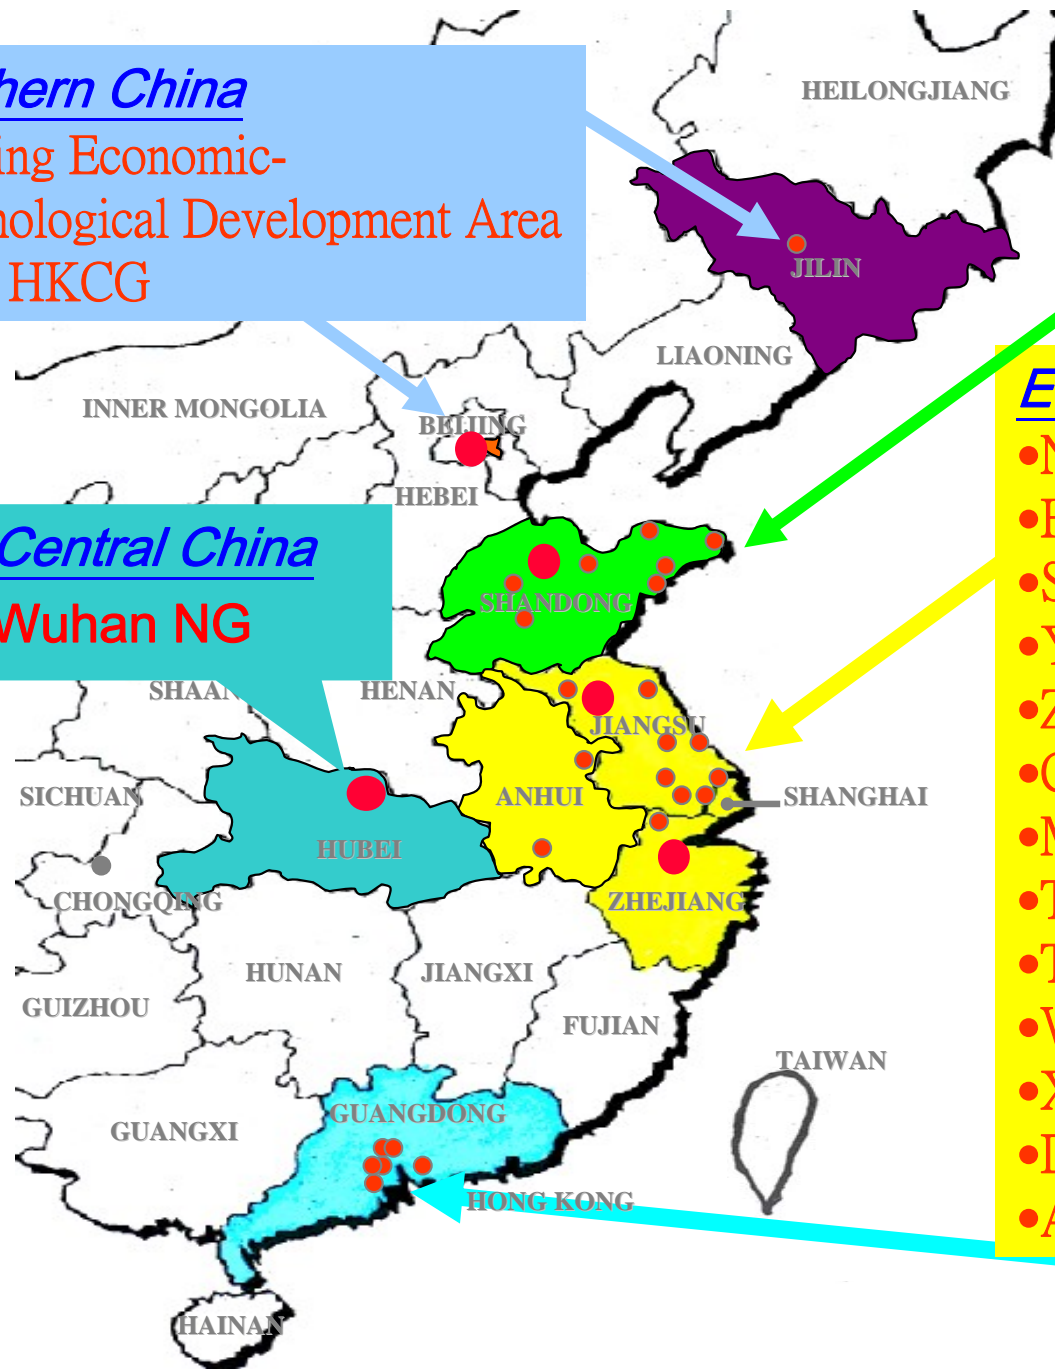 hern China
ing Economic-
nological Development Area
HKCG
HEILONGJIANG
JILIN
LIAONING
INNER MONGOLIA
BEIJING
HEBEI
E
•N
•H
•S
•Y
•Z
•M
•T
•T
•X
•A
Central China
Wuhan NG
SHANDONG
SHAAN
HENAN
JIANGSU
SICHUAN
ANHUI
SHANGHAI
HUBEI
CHONGQING
ZHEJIANG
HUNAN
JIANGXI
GUIZHOU
FUJIAN
TAIWAN
GUANGDONG
GUANGXI
HONG KONG
HAINAN